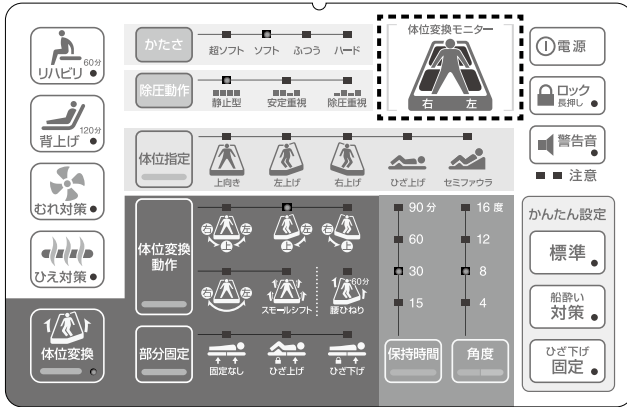 60分
リハビリ
120分
背上げ
むれ対策
ひえ対策
体位変換
かたさ
超ソフト ソフト ふつう ハード
除圧動作
静止型 安定重視 除圧重視
体位変換モニター
右 左
体位指定
上向き 左上げ 右上げ ひざ上げ セミファウラ
体位変換
動作
右 左 上
右 左 上
右 左 上
右 左
スモールシフト
60分
腰ひねり
部分固定
固定なし ひざ上げ ひざ下げ
90分 16度
60 12
30 8
15 4
保持時間 角度
電源
ロック
長押し
警告音
注意
かんたん設定
標準
船酔い
対策
ひざ下げ
固定